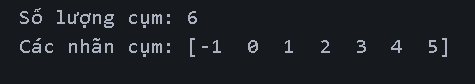 Số lượng cụm: 6
Các nhãn cụm: [-1  0  1  2  3  4  5]